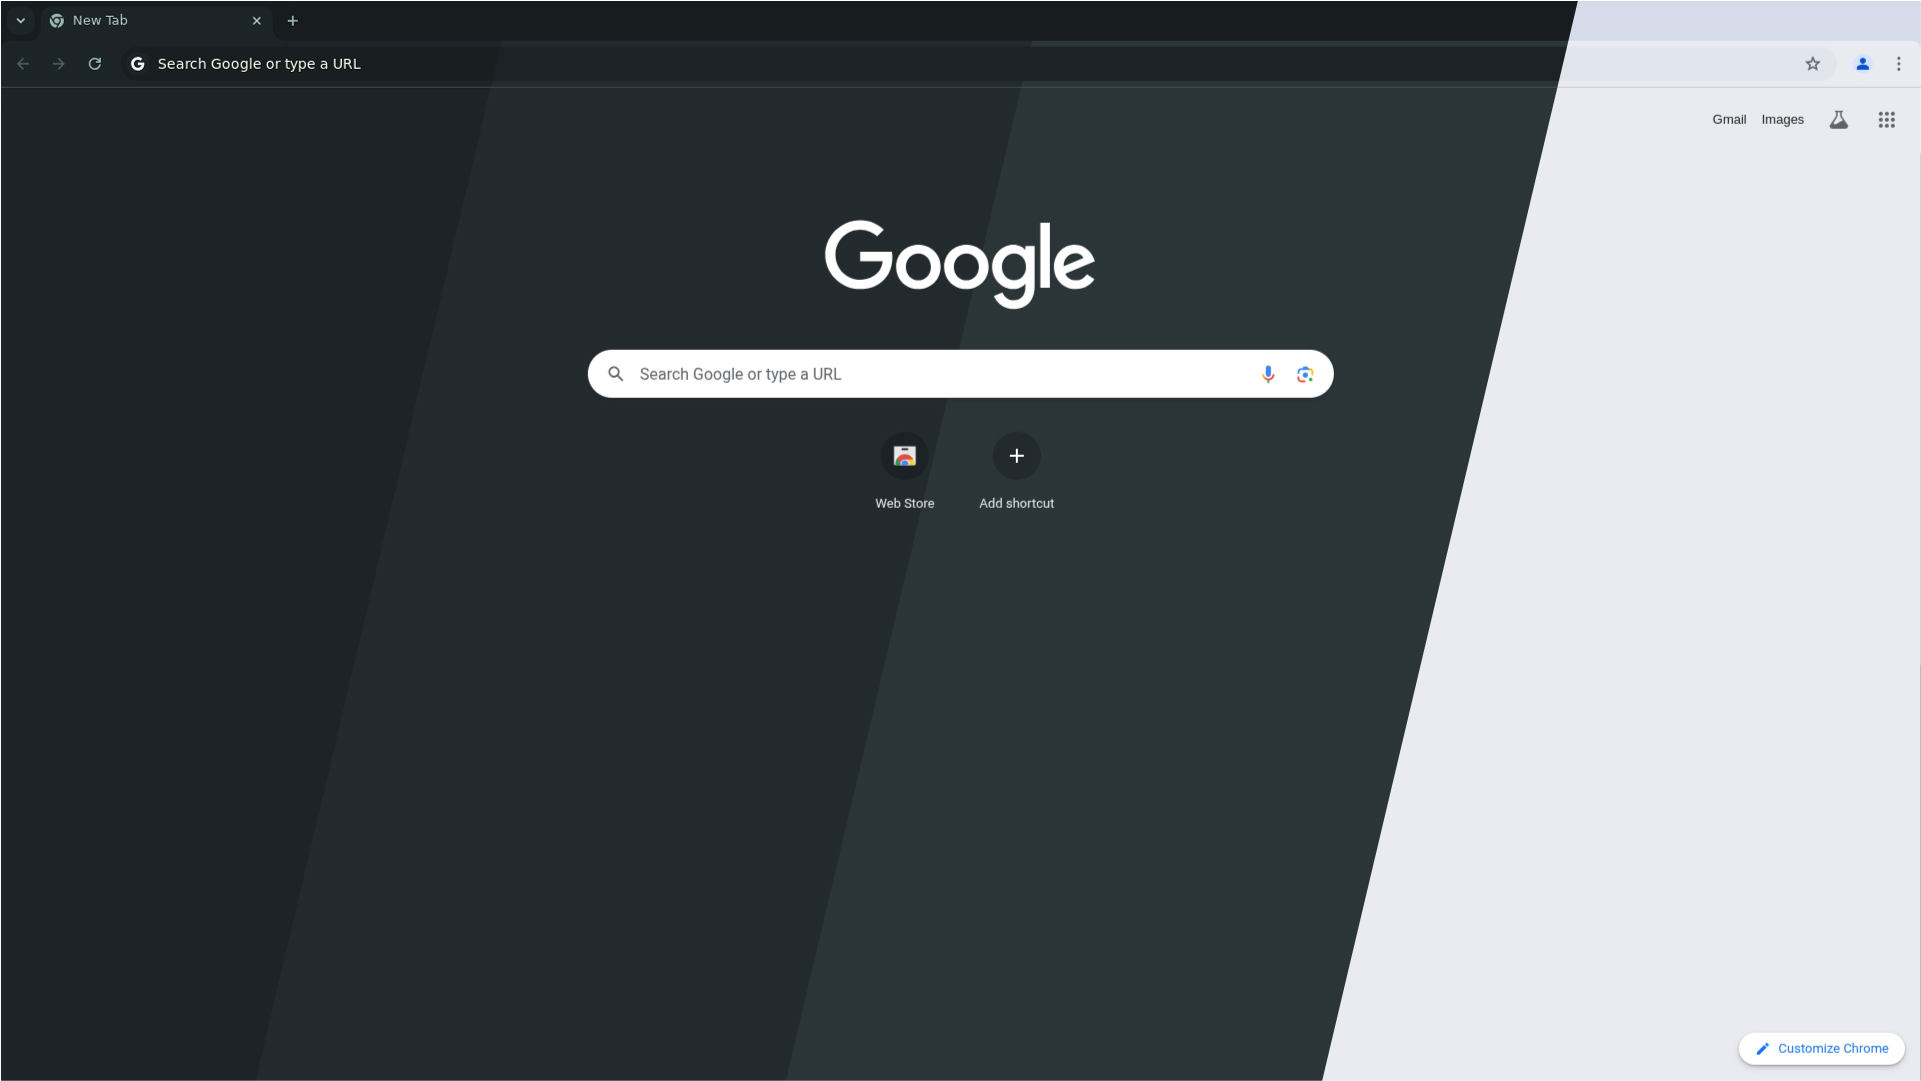 New Tab
Search Google or type a URL
Gmail Images
Google
Search Google or type a URL
Web Store Add shortcut
Customize Chrome